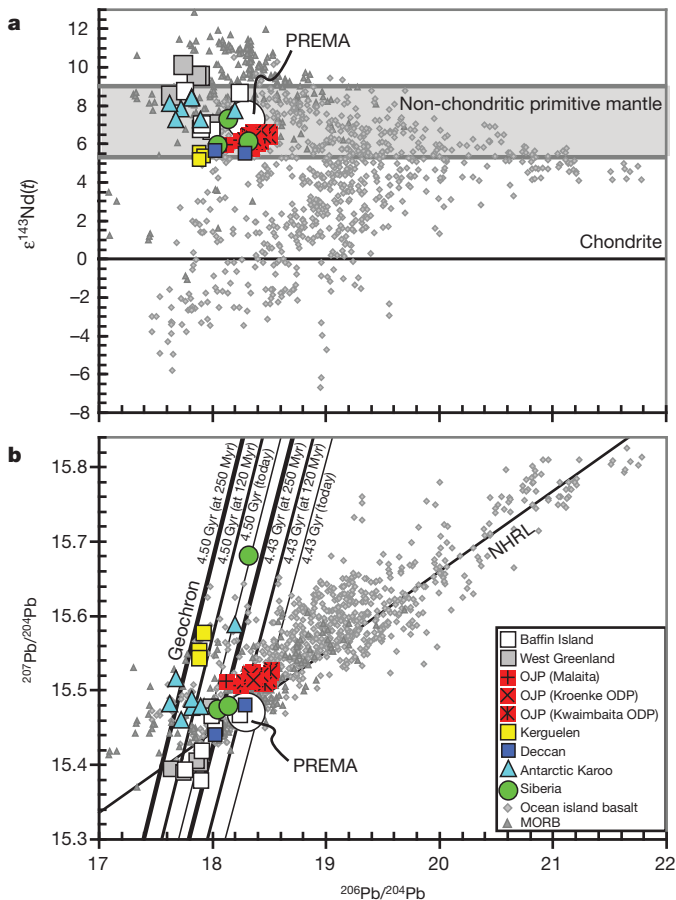 a
12
10
8
6
4
2
0
−2
−4
−6
−8
ε143Nd(t)
PREMA
Non-chondritic primitive mantle
Chondrite
b
15.8
15.7
15.6
15.5
15.4
15.3
207Pb/204Pb
Geochron
4.50 Gyr (at 250 Myr)
4.50 Gyr (at 120 Myr)
4.50 Gyr (today)
4.43 Gyr (at 250 Myr)
4.43 Gyr (at 120 Myr)
4.43 Gyr (today)
NHRL
PREMA
Baffin Island
West Greenland
OJP (Malaita)
OJP (Kroenke ODP)
OJP (Kwaimbaita ODP)
Kerguelen
Deccan
Antarctic Karoo
Siberia
Ocean island basalt
MORB
17 18 19 20 21 22
206Pb/204Pb